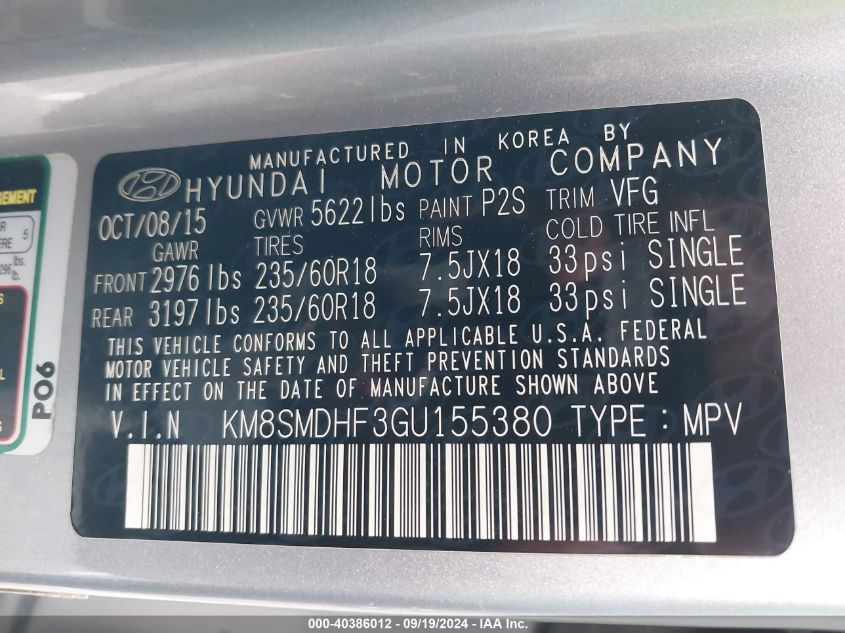 MANUFACTURED IN KOREA BY
HYUNDAI MOTOR COMPANY
OCT/08/15 GVWR 5622lbs PAINT P2S TRIM VFG
GAWR TIRES RIMS COLD TIRE INFL
FRONT 2976lbs 235/60R18 7.5JX18 33psi SINGLE
REAR 3197lbs 235/60R18 7.5JX18 33psi SINGLE
THIS VEHICLE CONFORMS TO ALL APPLICABLE U.S.A. FEDERAL
MOTOR VEHICLE SAFETY AND THEFT PREVENTION STANDARDS
IN EFFECT ON THE DATE OF MANUFACTURE SHOWN ABOVE
V.I.N KM8SMDHF3GU155380 TYPE : MPV
5
lbs.
PO6
000-40386012 - 09/19/2024 - IAA Inc.